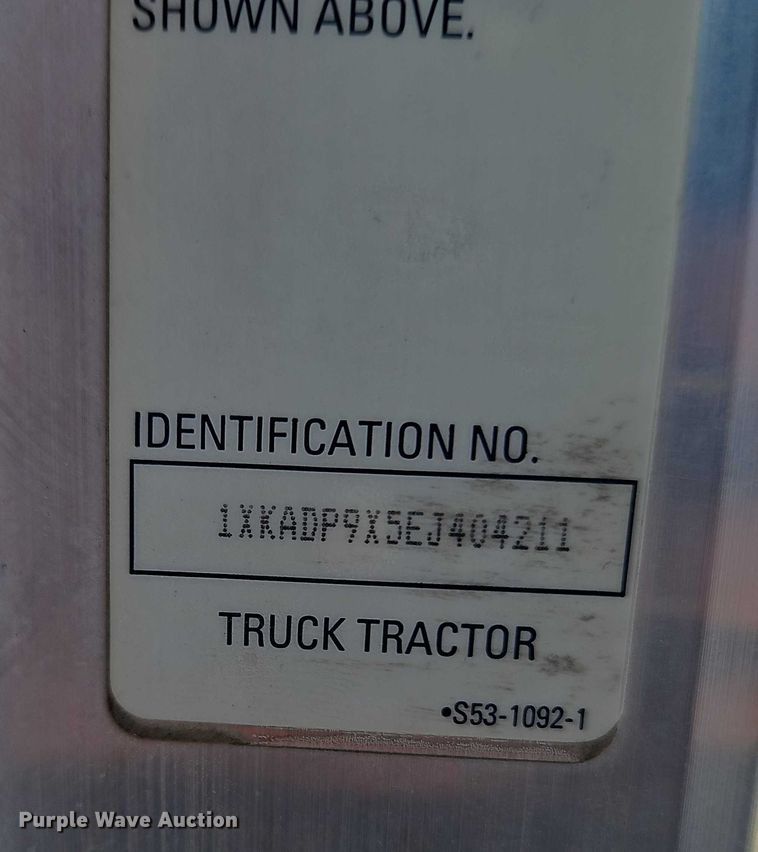 SHOWN ABOVE.
IDENTIFICATION NO.
1XKADP9X5EJ404211
TRUCK TRACTOR
•S53-1092-1
Purple Wave Auction